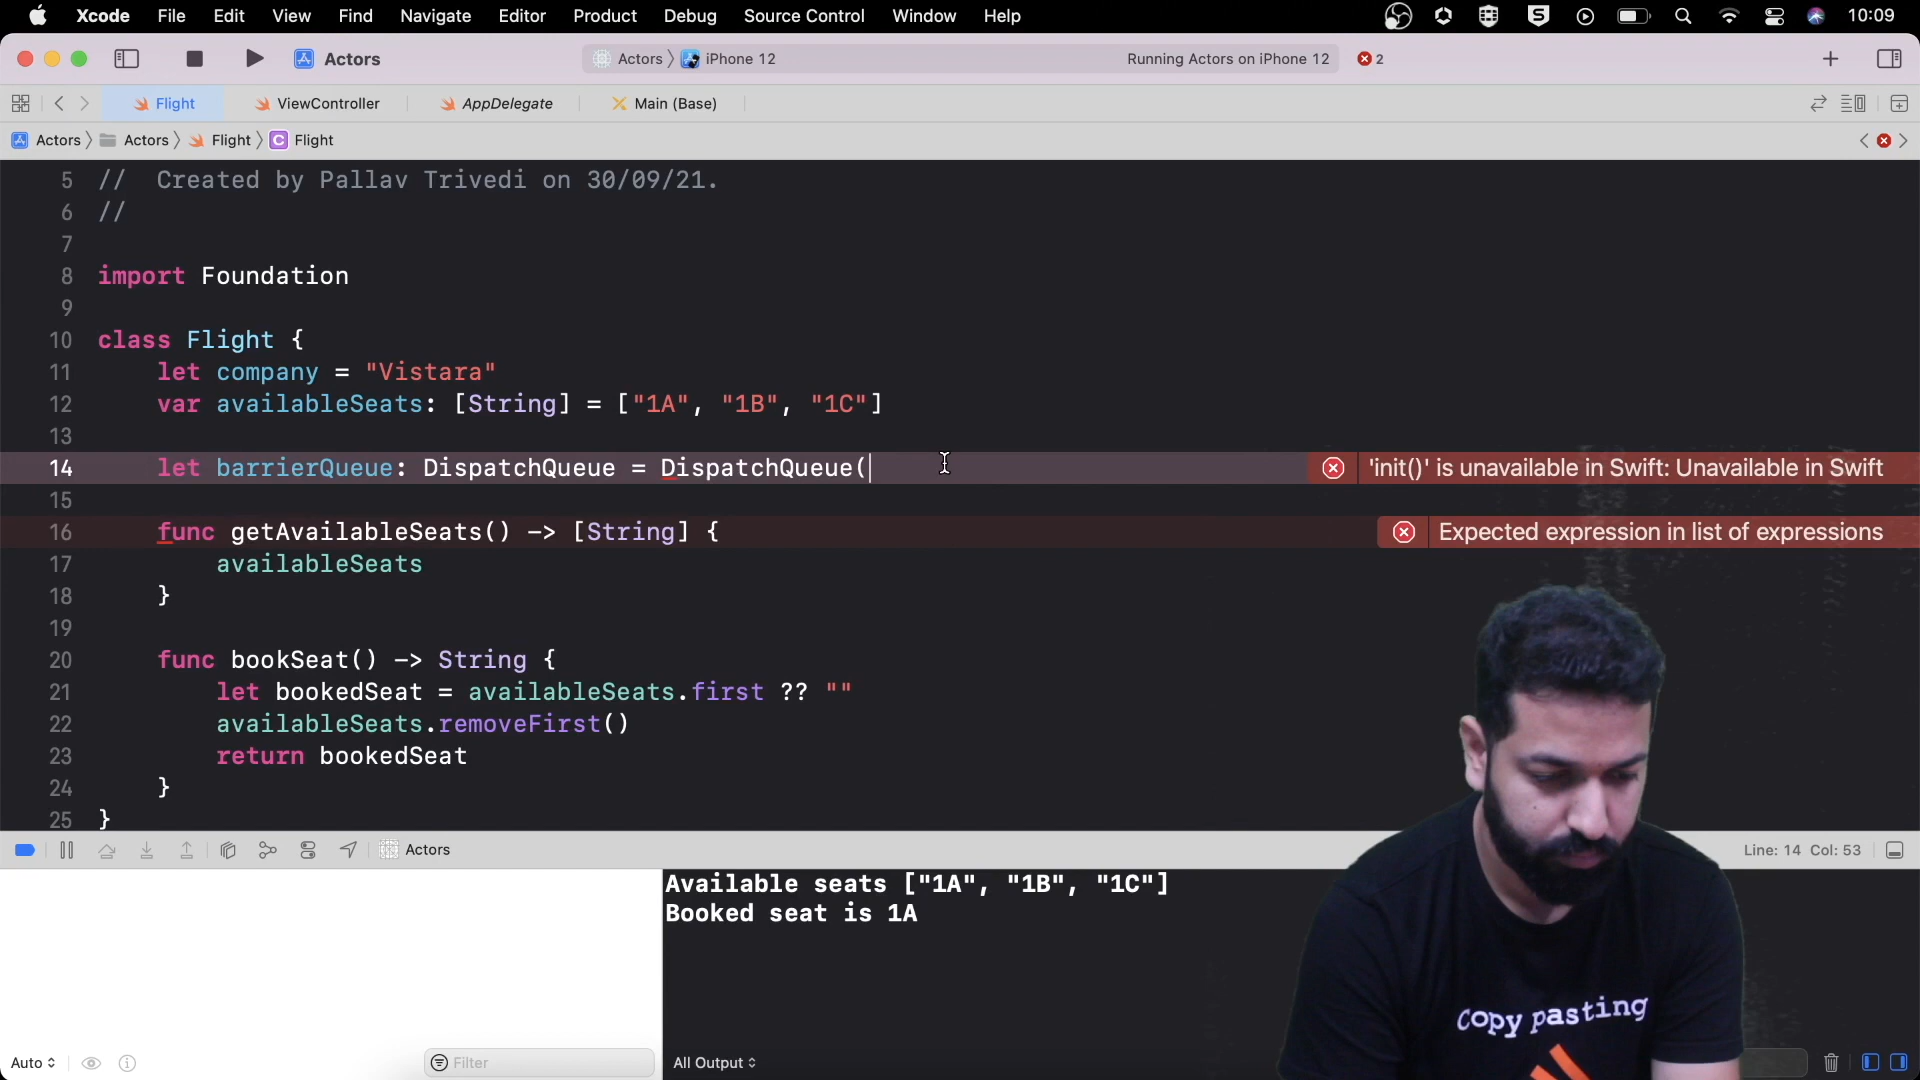 Xcode File Edit View Find Navigate Editor Product Debug Source Control Window Help 10:09
Actors Actors iPhone 12 Running Actors on iPhone 12 2
Flight ViewController AppDelegate Main (Base)
Actors Actors Flight C Flight
5 //  Created by Pallav Trivedi on 30/09/21.
6 //
7
8 import Foundation
9
10 class Flight {
11 let company = "Vistara"
12 var availableSeats: [String] = ["1A", "1B", "1C"]
13
14 let barrierQueue: DispatchQueue = DispatchQueue( 'init()' is unavailable in Swift: Unavailable in Swift
15
16 func getAvailableSeats() -> [String] { Expected expression in list of expressions
17 availableSeats
18 }
19
20 func bookSeat() -> String {
21 let bookedSeat = availableSeats.first ?? ""
22 availableSeats.removeFirst()
23 return bookedSeat
24 }
25 }
Actors Line: 14 Col: 53
Available seats ["1A", "1B", "1C"]
Booked seat is 1A
Copy pasting
Auto Filter All Output